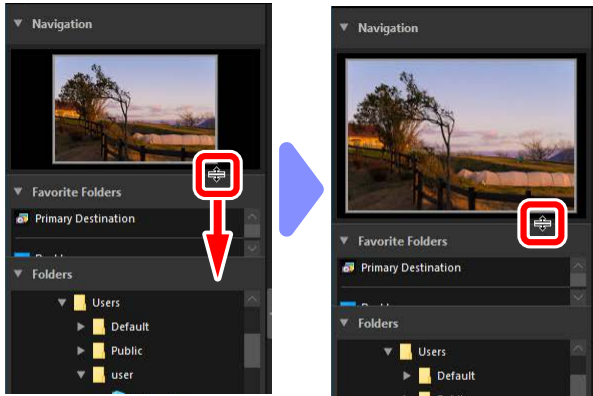 Navigation
Favorite Folders
Primary Destination
Folders
Users
Default
Public
user
Navigation
Favorite Folders
Primary Destination
Folders
Users
Default